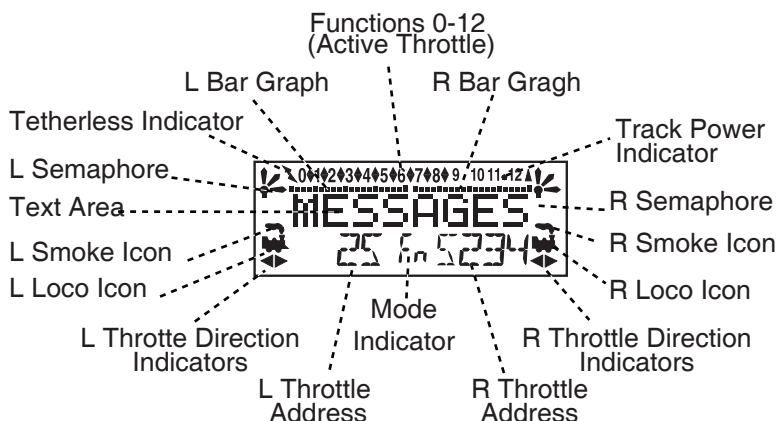 Functions 0-12
(Active Throttle)
L Bar Graph
R Bar Gragh
Tetherless Indicator
Track Power
Indicator
L Semaphore
R Semaphore
Text Area
L Smoke Icon
R Smoke Icon
L Loco Icon
R Loco Icon
0♦1♦2♦3♦4♦5♦6♦7♦8♦9 10 11 12
MESSAGES
25 Fn 5234
L Throtte Direction
Indicators
Mode
Indicator
R Throttle Direction
Indicators
L Throttle
Address
R Throttle
Address